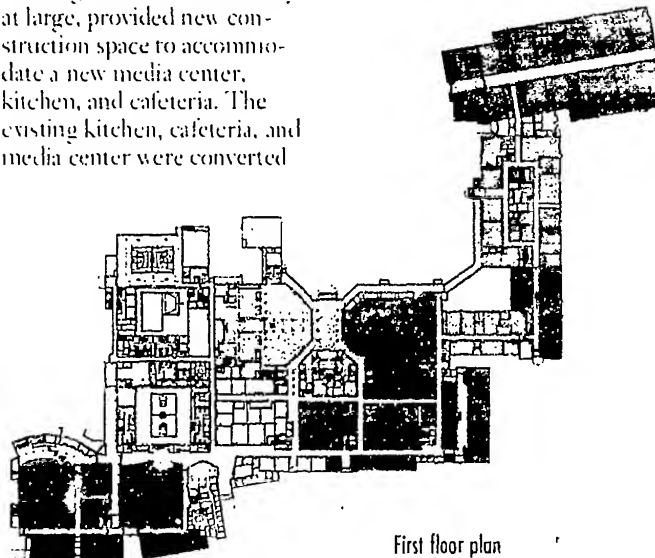 at large, provided new con-
struction space to accommo-
date a new media center,
kitchen, and cafeteria. The
existing kitchen, cafeteria, and
media center were converted
First floor plan